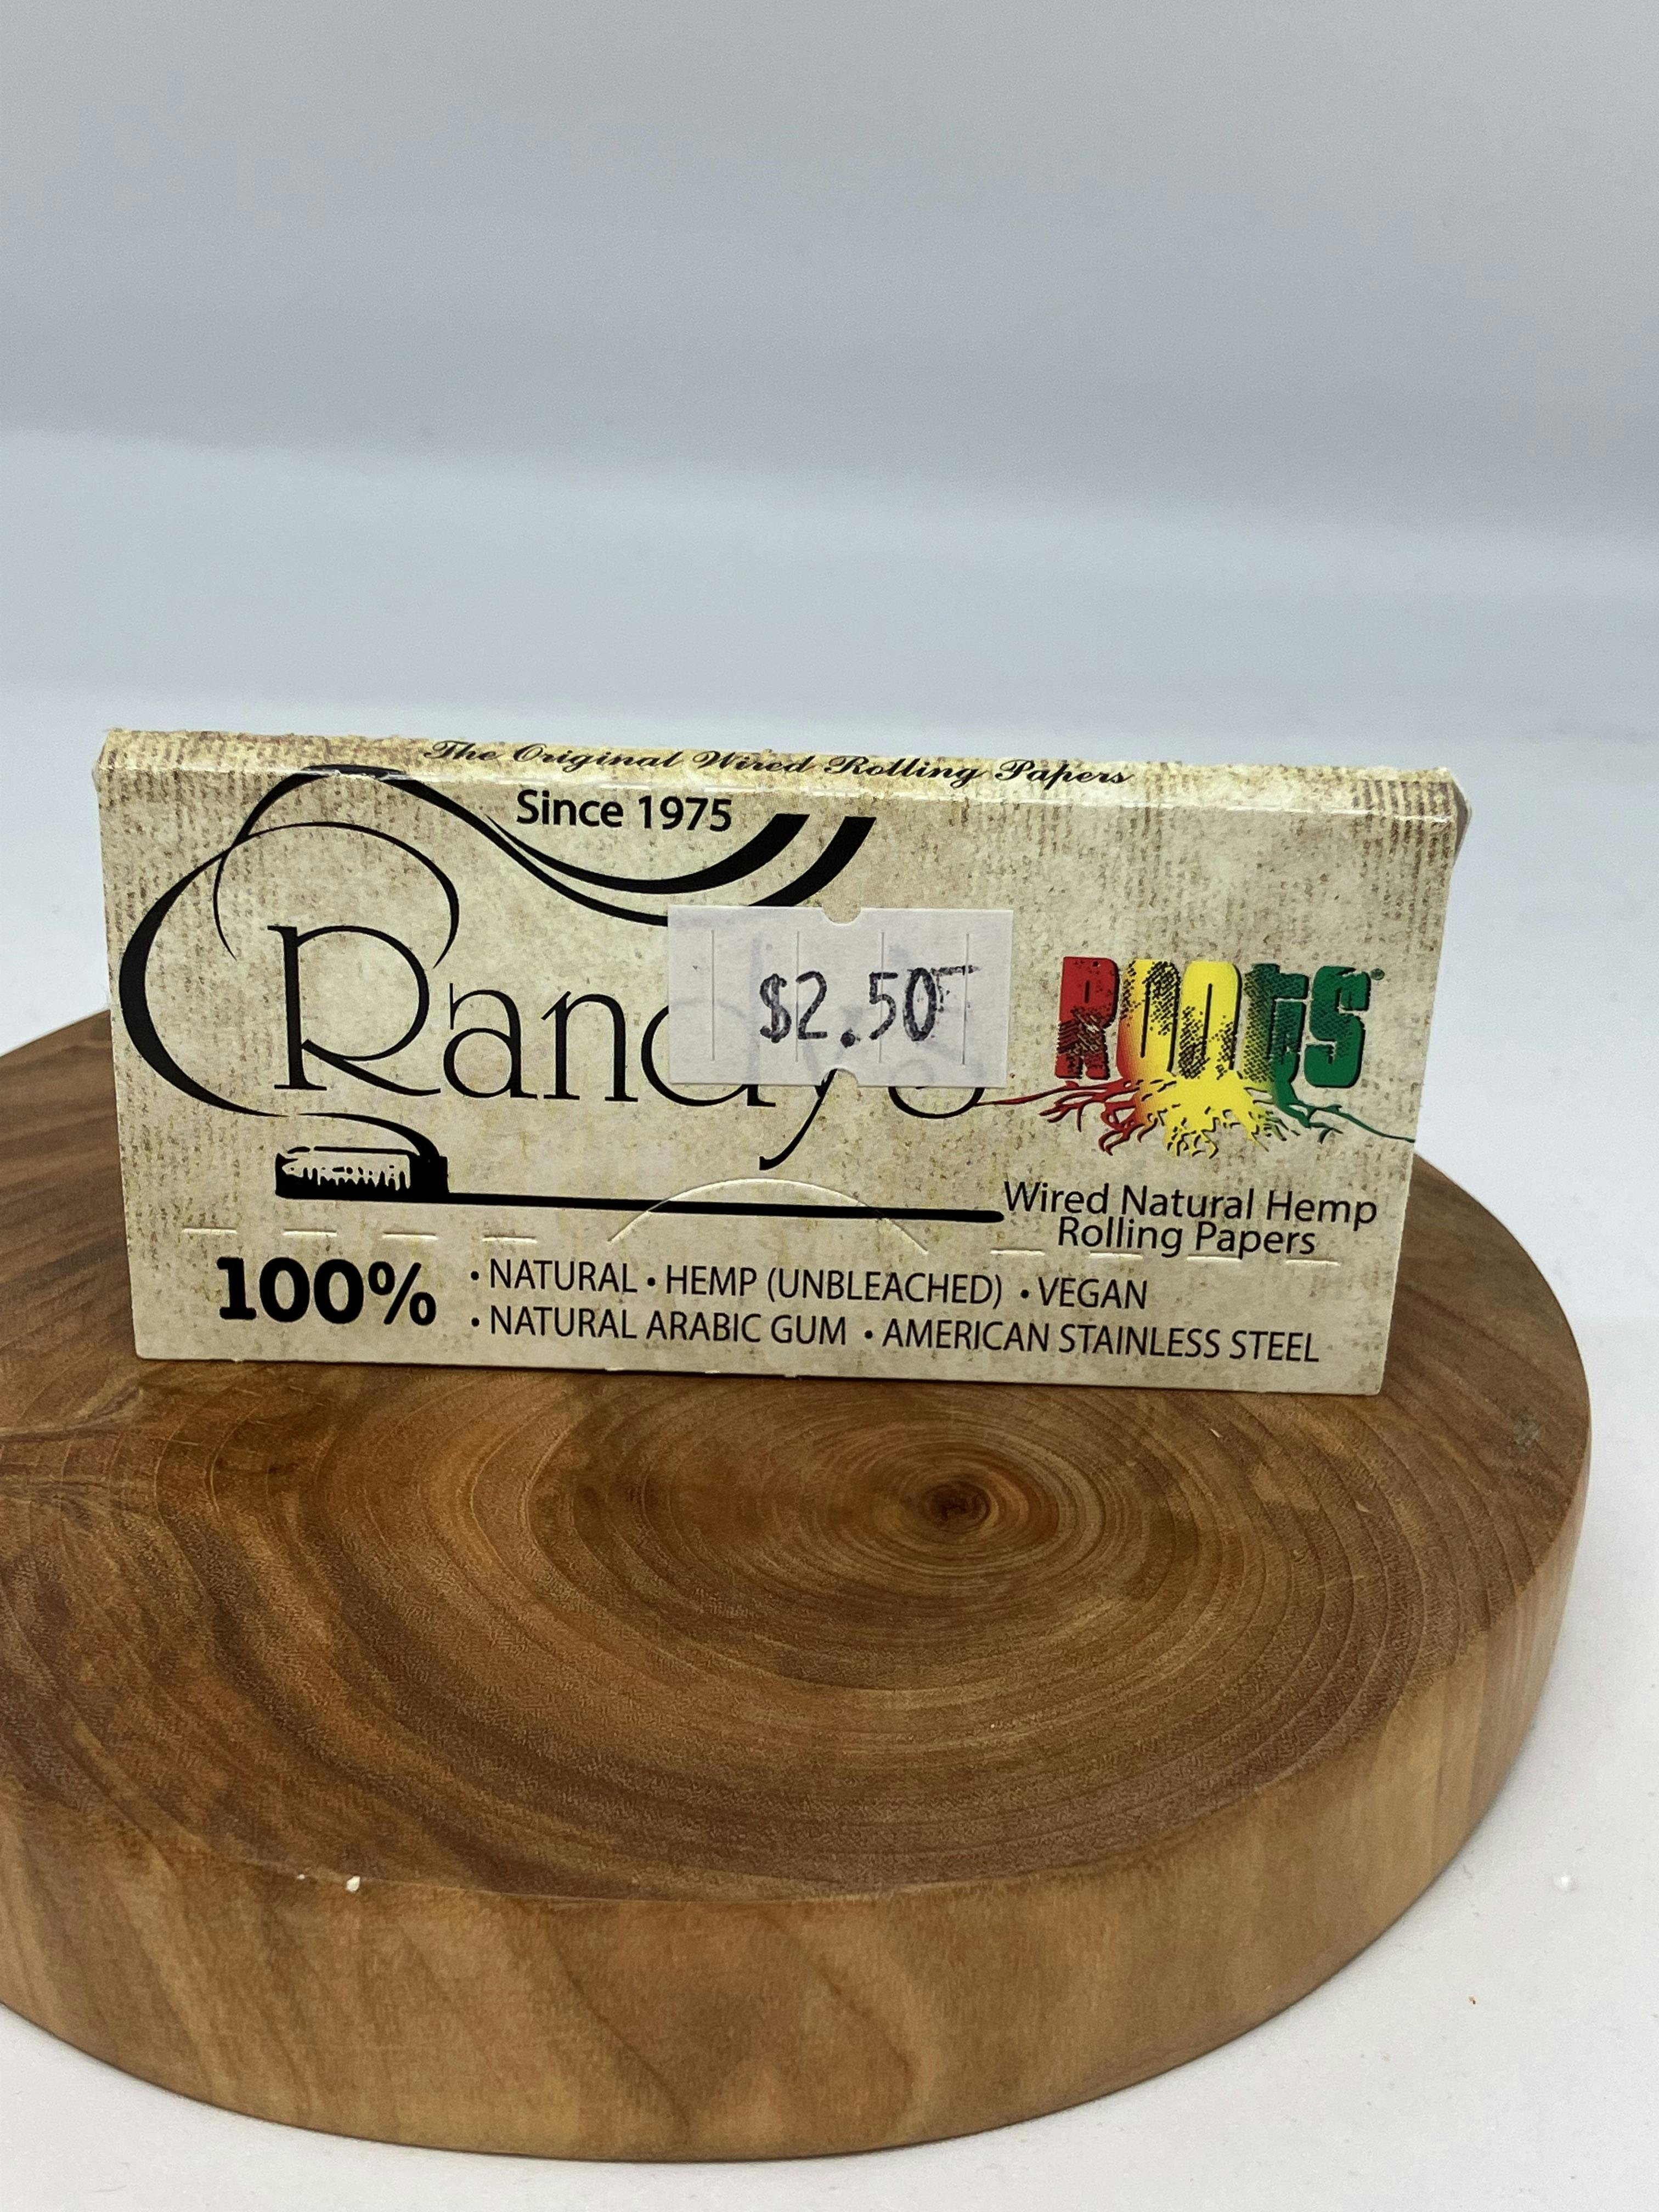 The Original Wired Rolling Papers
Since 1975
Randy's
$2.50
ROOTS®
Wired Natural Hemp
Rolling Papers
100%
• NATURAL • HEMP (UNBLEACHED) • VEGAN
• NATURAL ARABIC GUM • AMERICAN STAINLESS STEEL